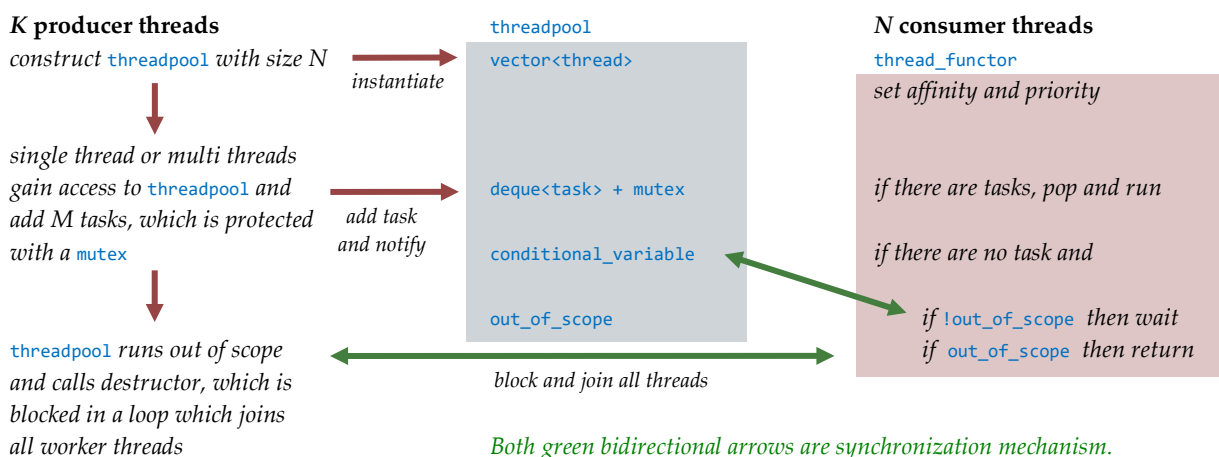 K producer threads
construct threadpool with size N
single thread or multi threads
gain access to threadpool and
add M tasks, which is protected
with a mutex
threadpool runs out of scope
and calls destructor, which is
blocked in a loop which joins
all worker threads
instantiate
add task
and notify
threadpool
vector<thread>
deque<task> + mutex
conditional_variable
out_of_scope
block and join all threads
Both green bidirectional arrows are synchronization mechanism.
N consumer threads
thread_functor
set affinity and priority
if there are tasks, pop and run
if there are no task and
if !out_of_scope then wait
if out_of_scope then return